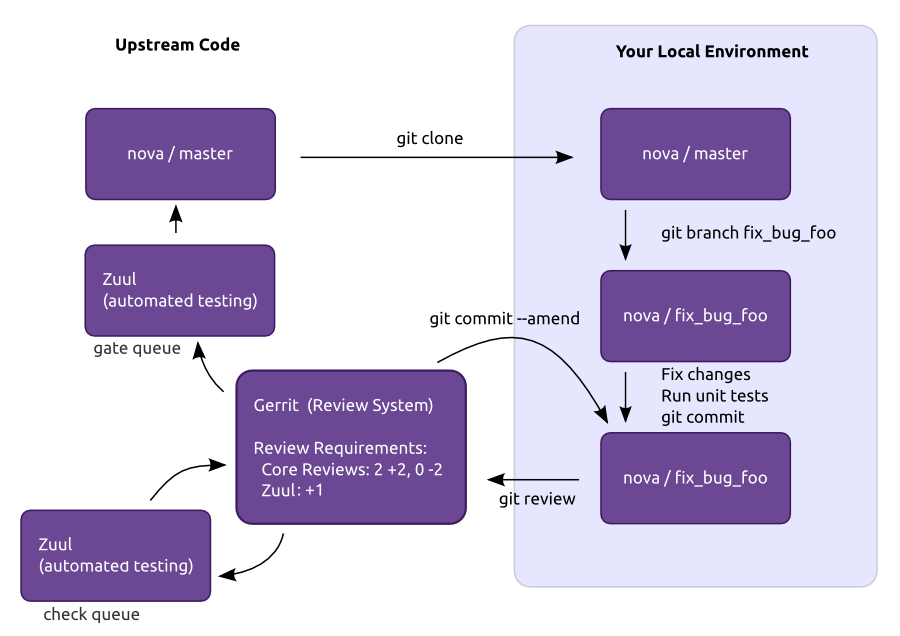 Upstream Code
Your Local Environment
nova / master
git clone
nova / master
git branch fix_bug_foo
Zuul
(automated testing)
gate queue
nova / fix_bug_foo
git commit --amend
Fix changes
Run unit tests
git commit
Gerrit  (Review System)
Review Requirements:
Core Reviews: 2 +2, 0 -2
Zuul: +1
nova / fix_bug_foo
git review
Zuul
(automated testing)
check queue